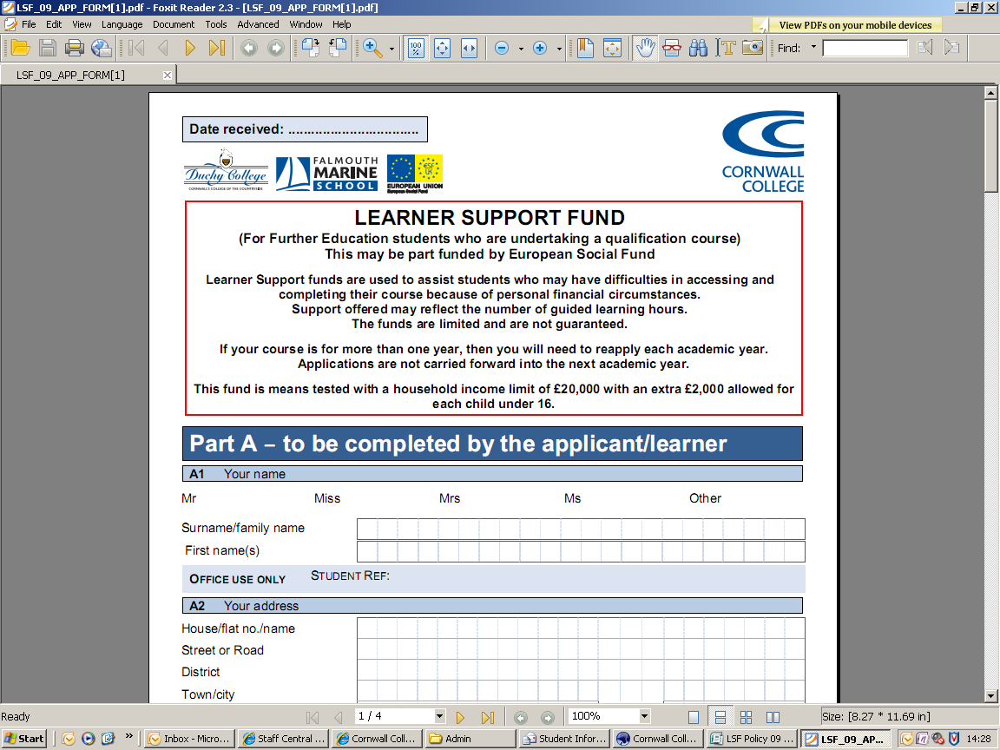 LSF_09_APP_FORM[1].pdf - Foxit Reader 2.3 - [LSF_09_APP_FORM[1].pdf]
File Edit View Language Document Tools Advanced Window Help
View PDFs on your mobile devices
Find:
LSF_09_APP_FORM[1]
Date received: ..................................
Duchy College
CORNWALL'S COLLEGE OF THE COUNTRYSIDE
FALMOUTH
MARINE
SCHOOL
ESF
UK
EUROPEAN UNION
European Social Fund
CORNWALL
COLLEGE
LEARNER SUPPORT FUND
(For Further Education students who are undertaking a qualification course)
This may be part funded by European Social Fund
Learner Support funds are used to assist students who may have difficulties in accessing and
completing their course because of personal financial circumstances.
Support offered may reflect the number of guided learning hours.
The funds are limited and are not guaranteed.
If your course is for more than one year, then you will need to reapply each academic year.
Applications are not carried forward into the next academic year.
This fund is means tested with a household income limit of £20,000 with an extra £2,000 allowed for
each child under 16.
Part A – to be completed by the applicant/learner
A1 Your name
Mr Miss Mrs Ms Other
Surname/family name
First name(s)
OFFICE USE ONLY STUDENT REF:
A2 Your address
House/flat no./name
Street or Road
District
Town/city
Ready 1 / 4 100% Size: [8.27 * 11.69 in]
Start » Inbox - Micro... Staff Central ... Cornwall Coll... Admin Student Infor... Cornwall Coll... LSF Policy 09 ... LSF_09_AP... 14:28